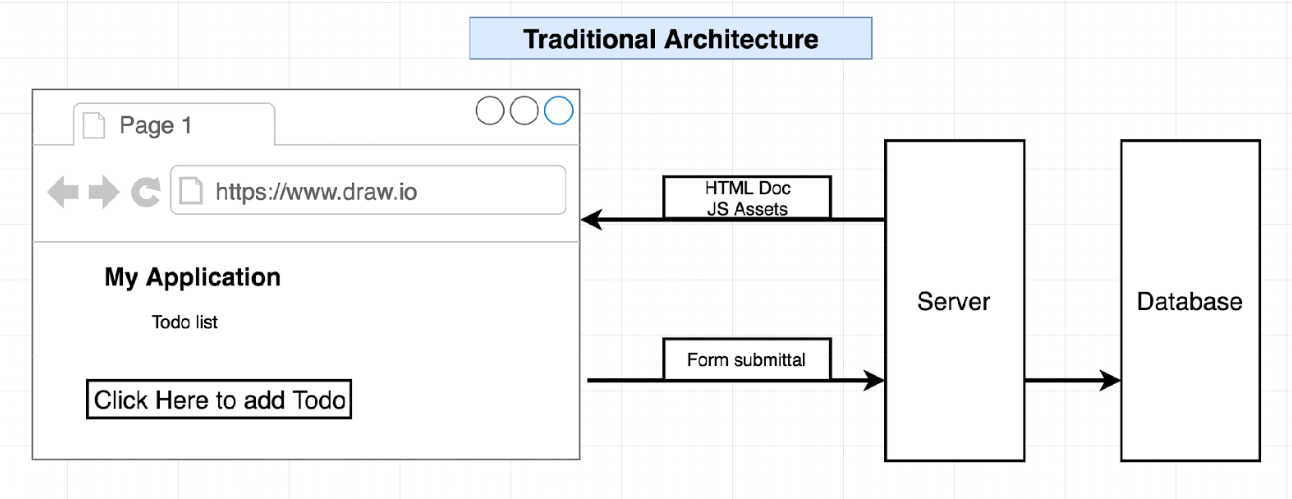 Traditional Architecture
Page 1
https://www.draw.io
My Application
Todo list
Click Here to add Todo
HTML Doc
JS Assets
Form submittal
Server
Database